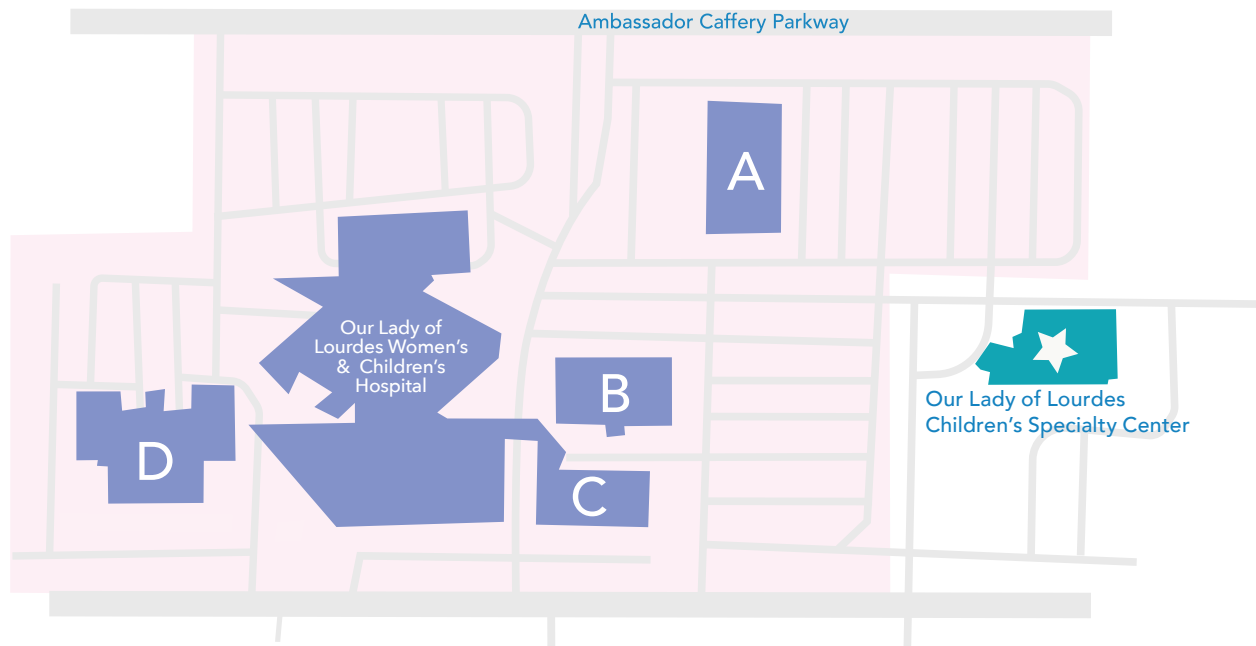 Ambassador Caffery Parkway
A
Our Lady of
Lourdes Women’s
& Children’s
Hospital
B
Our Lady of Lourdes
Children’s Specialty Center
D
C